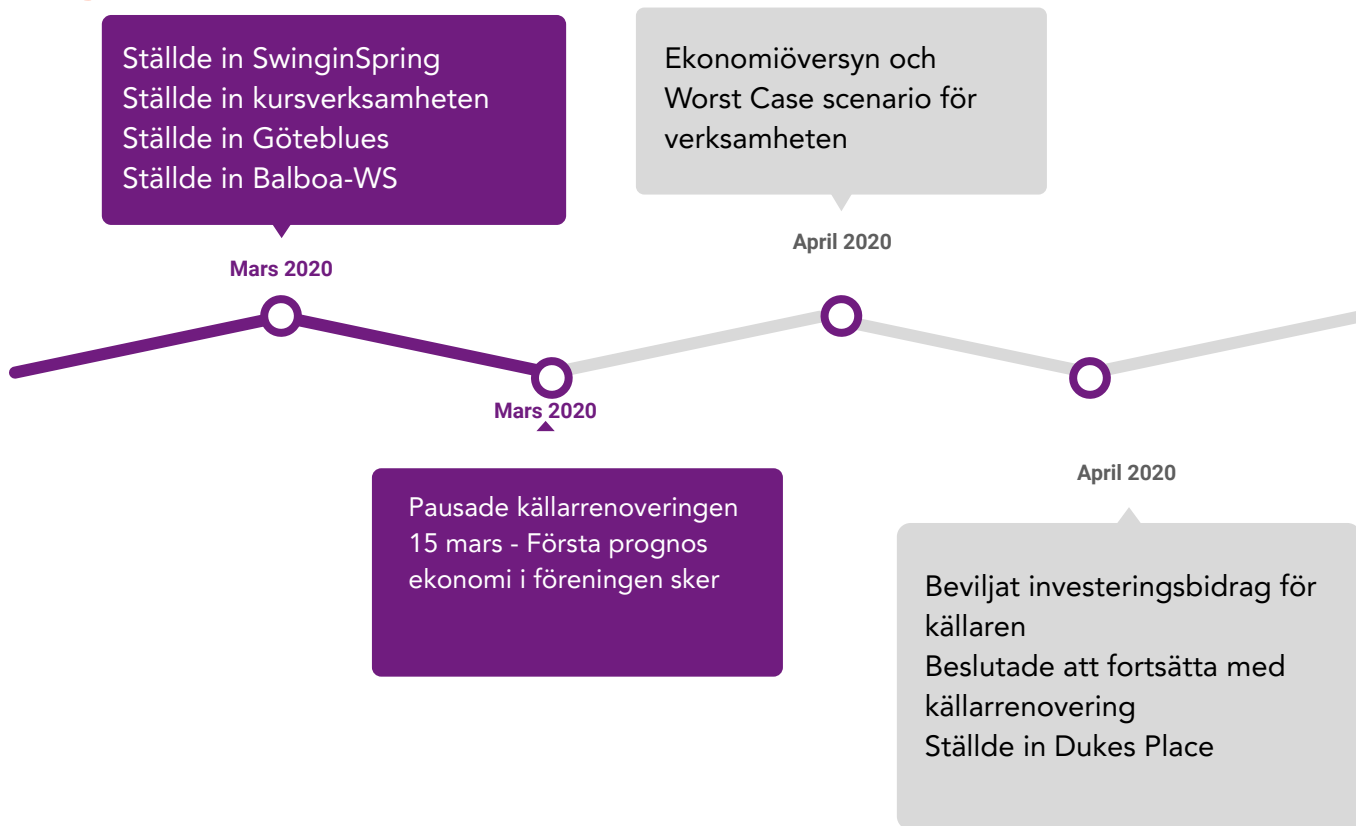 Ställde in SwinginSpring
Ställde in kursverksamheten
Ställde in Göteblues
Ställde in Balboa-WS
Mars 2020
Ekonomiöversyn och
Worst Case scenario för
verksamheten
April 2020
Mars 2020
Pausade källarrenoveringen
15 mars - Första prognos
ekonomi i föreningen sker
April 2020
Beviljat investeringsbidrag för
källaren
Beslutade att fortsätta med
källarrenovering
Ställde in Dukes Place